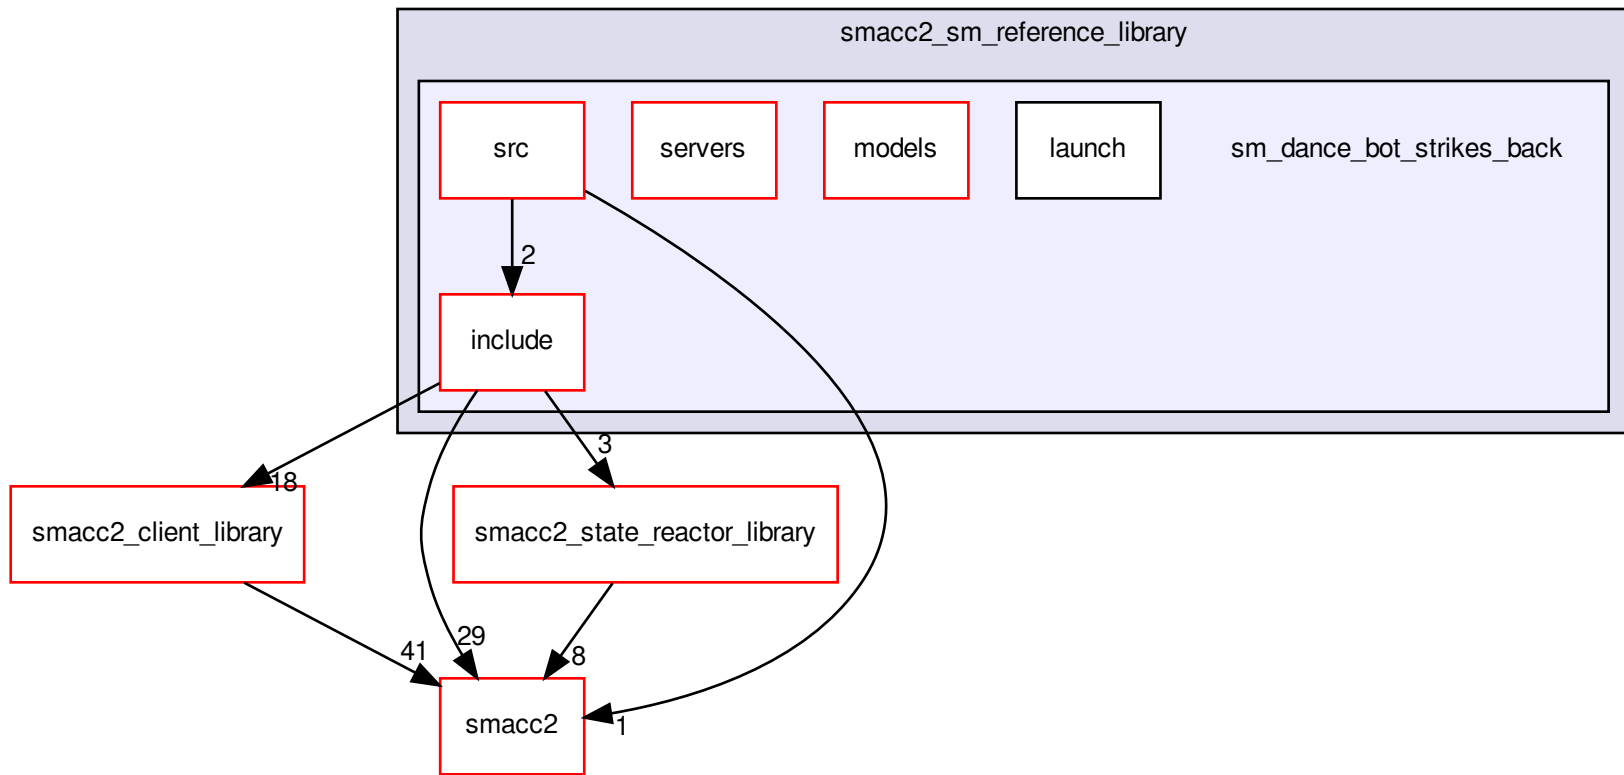 smacc2_sm_reference_library
src
servers
models
launch
sm_dance_bot_strikes_back
2
include
3
18
smacc2_client_library
smacc2_state_reactor_library
41
29
8
smacc2
1